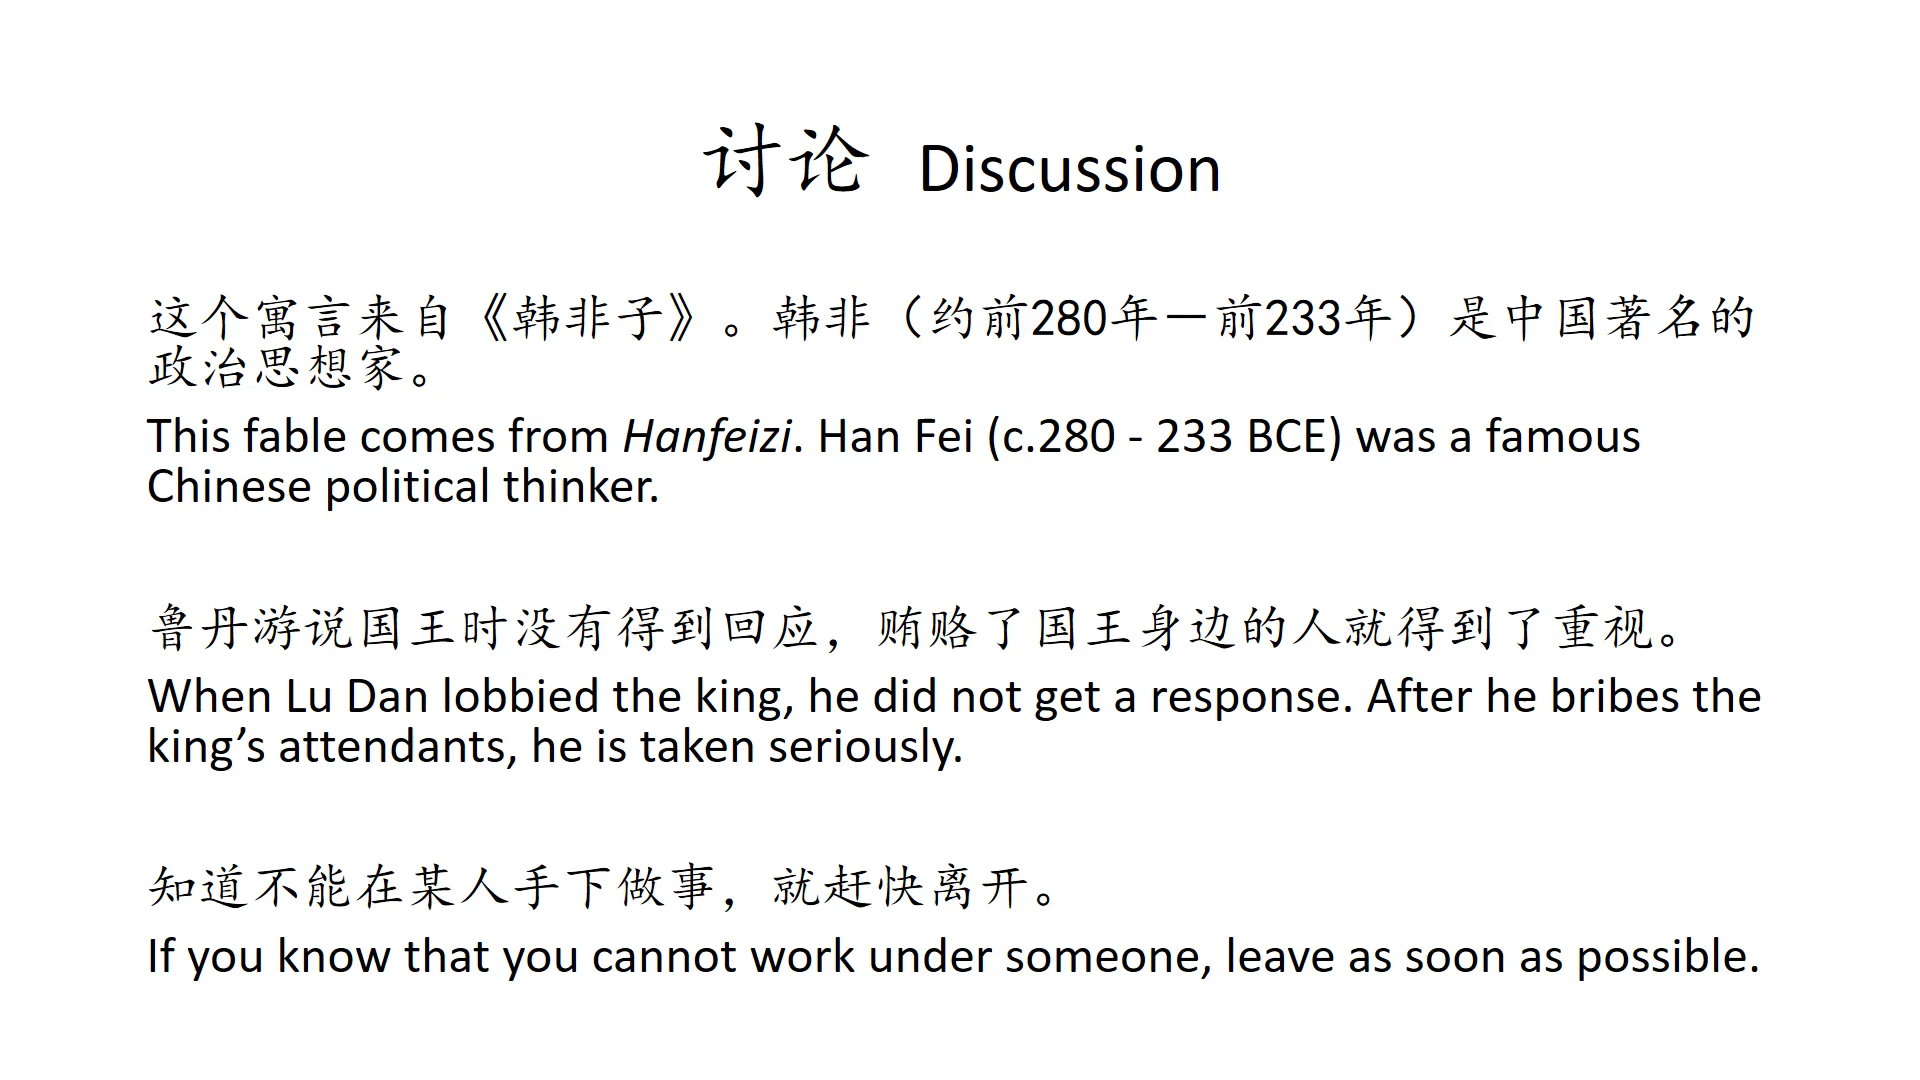 讨论 Discussion
这个寓言来自《韩非子》。韩非（约前280年－前233年）是中国著名的
政治思想家。
This fable comes from Hanfeizi. Han Fei (c.280 - 233 BCE) was a famous
Chinese political thinker.
鲁丹游说国王时没有得到回应，贿赂了国王身边的人就得到了重视。
When Lu Dan lobbied the king, he did not get a response. After he bribes the
king’s attendants, he is taken seriously.
知道不能在某人手下做事，就赶快离开。
If you know that you cannot work under someone, leave as soon as possible.